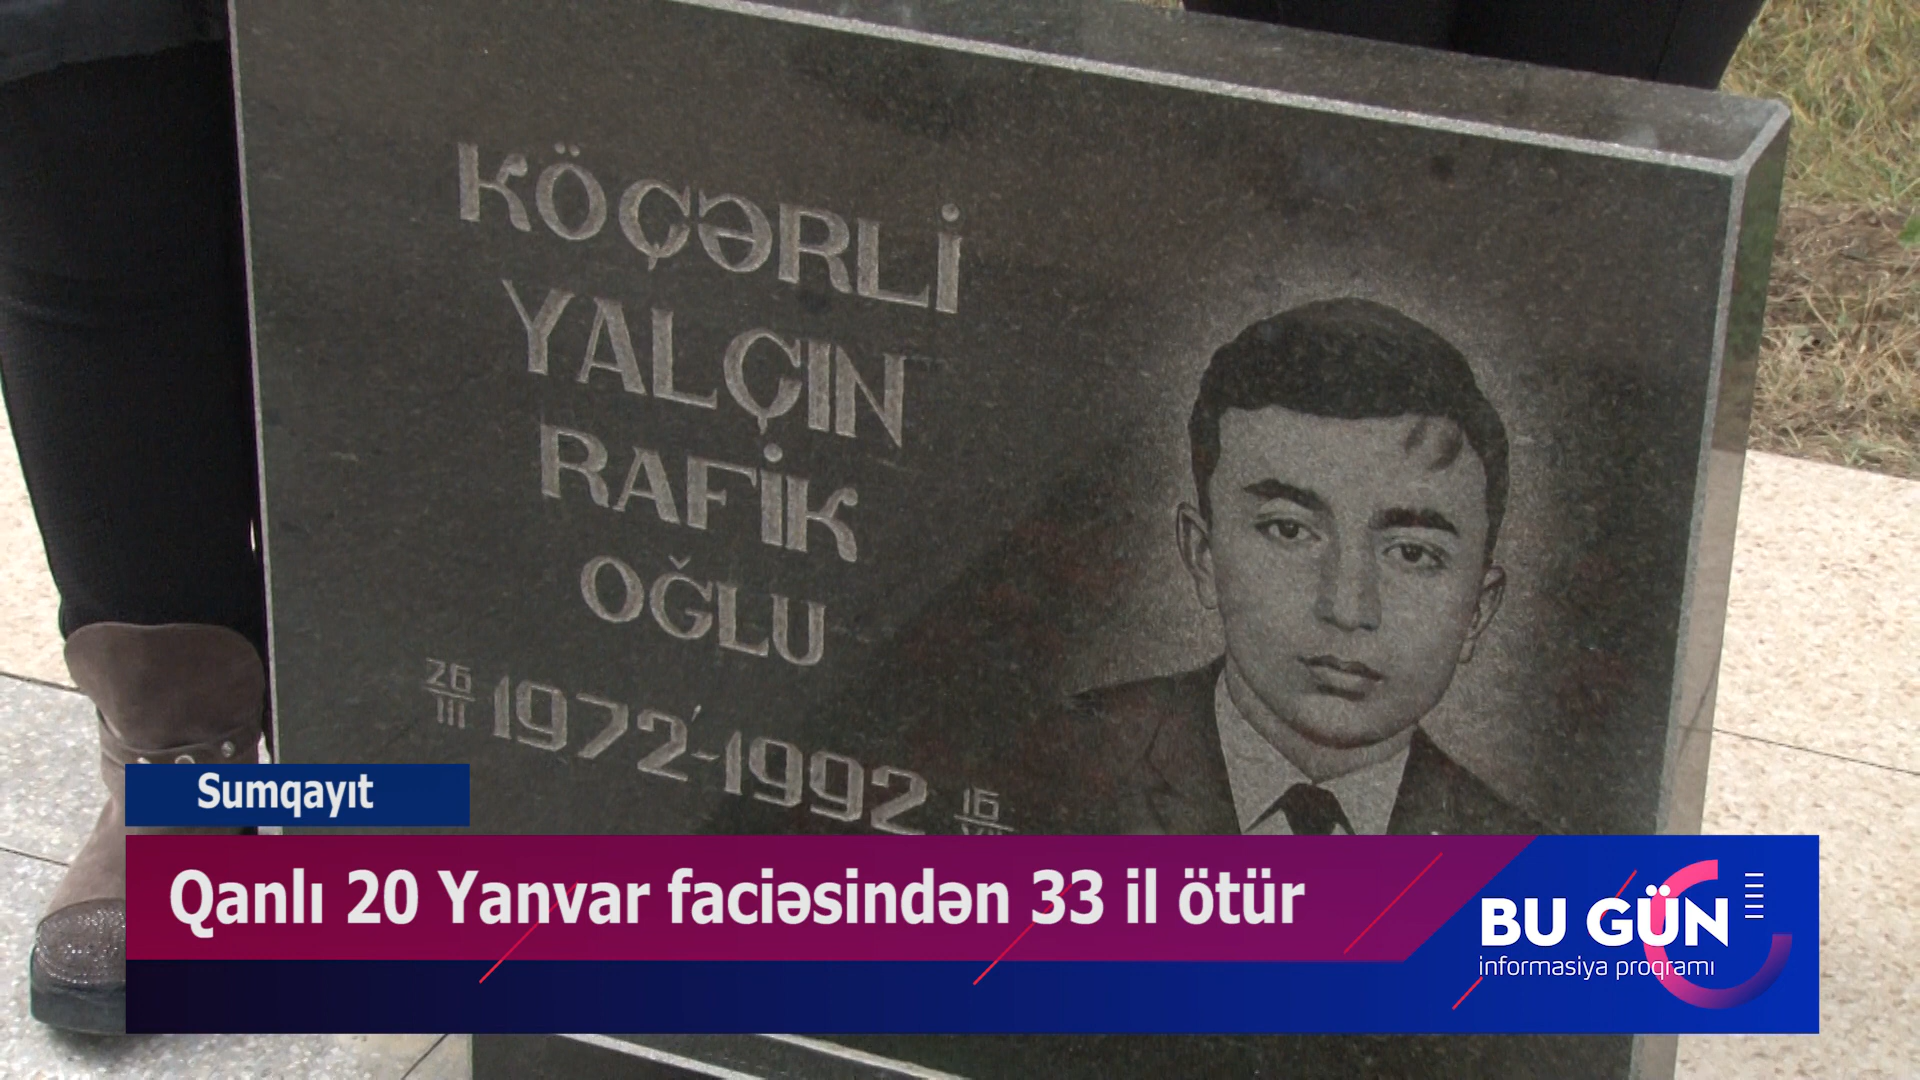 KÖÇƏRLİ
YALÇIN
RAFİK
OĞLU
26
III
1972-1992
16
Sumqayıt
Qanlı 20 Yanvar faciəsindən 33 il ötür
BU GÜN
informasiya proqramı